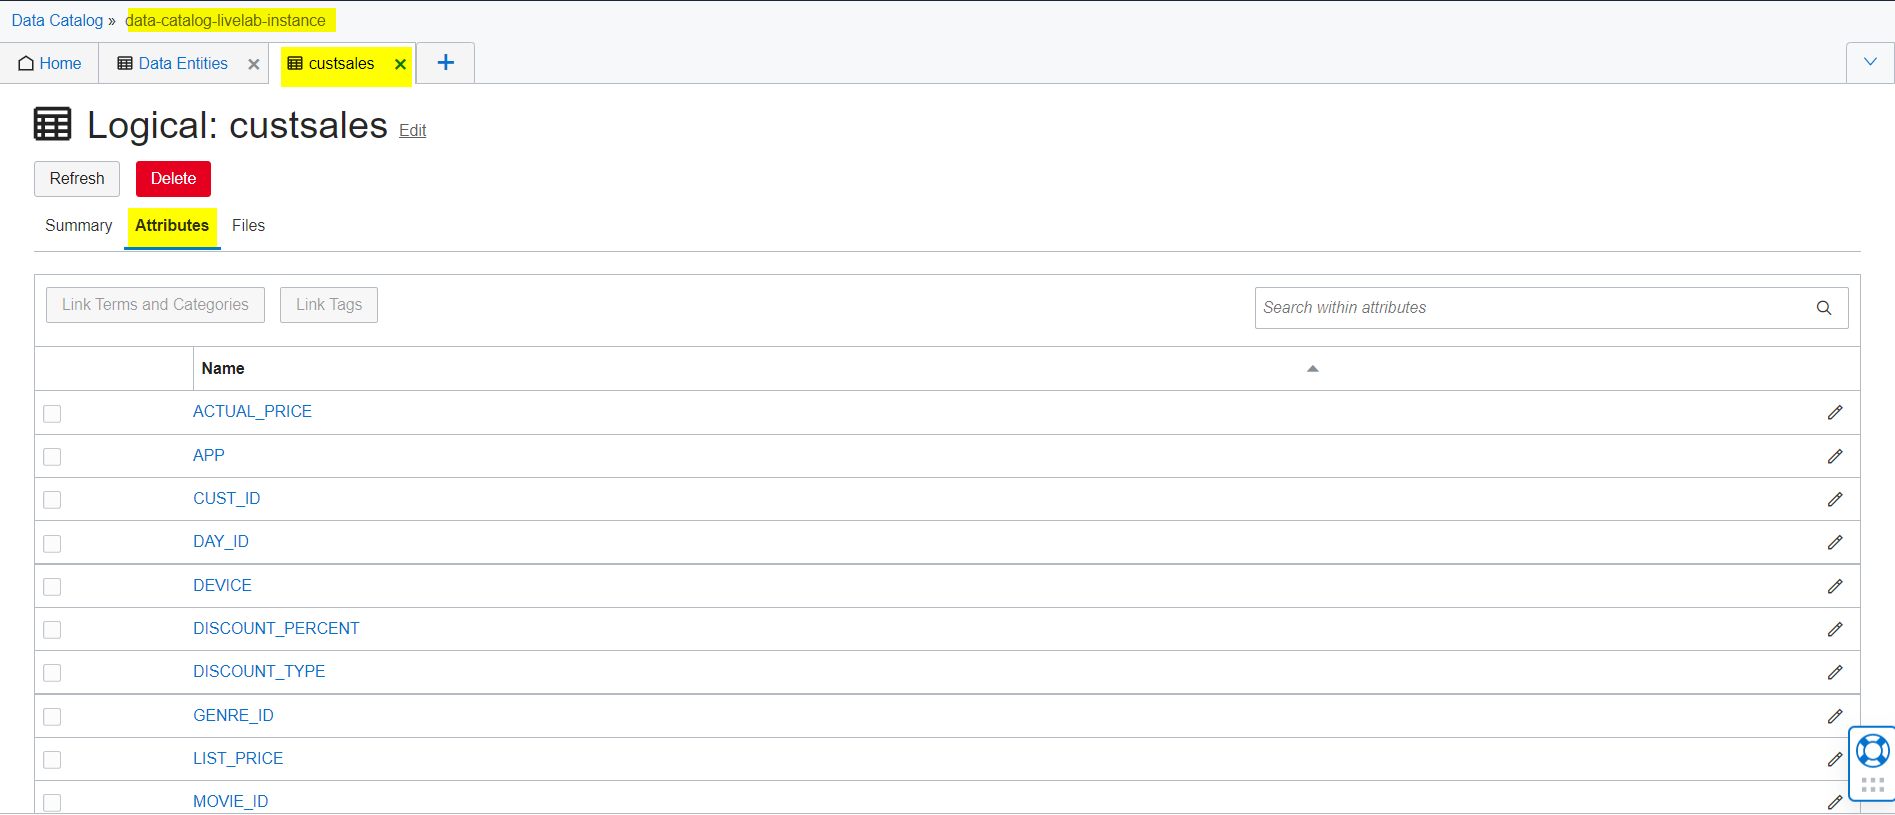 Data Catalog » data-catalog-livelab-instance
Home Data Entities custsales
Logical: custsales Edit
Refresh Delete
Summary Attributes Files
Link Terms and Categories Link Tags Search within attributes
Name
ACTUAL_PRICE
APP
CUST_ID
DAY_ID
DEVICE
DISCOUNT_PERCENT
DISCOUNT_TYPE
GENRE_ID
LIST_PRICE
MOVIE_ID